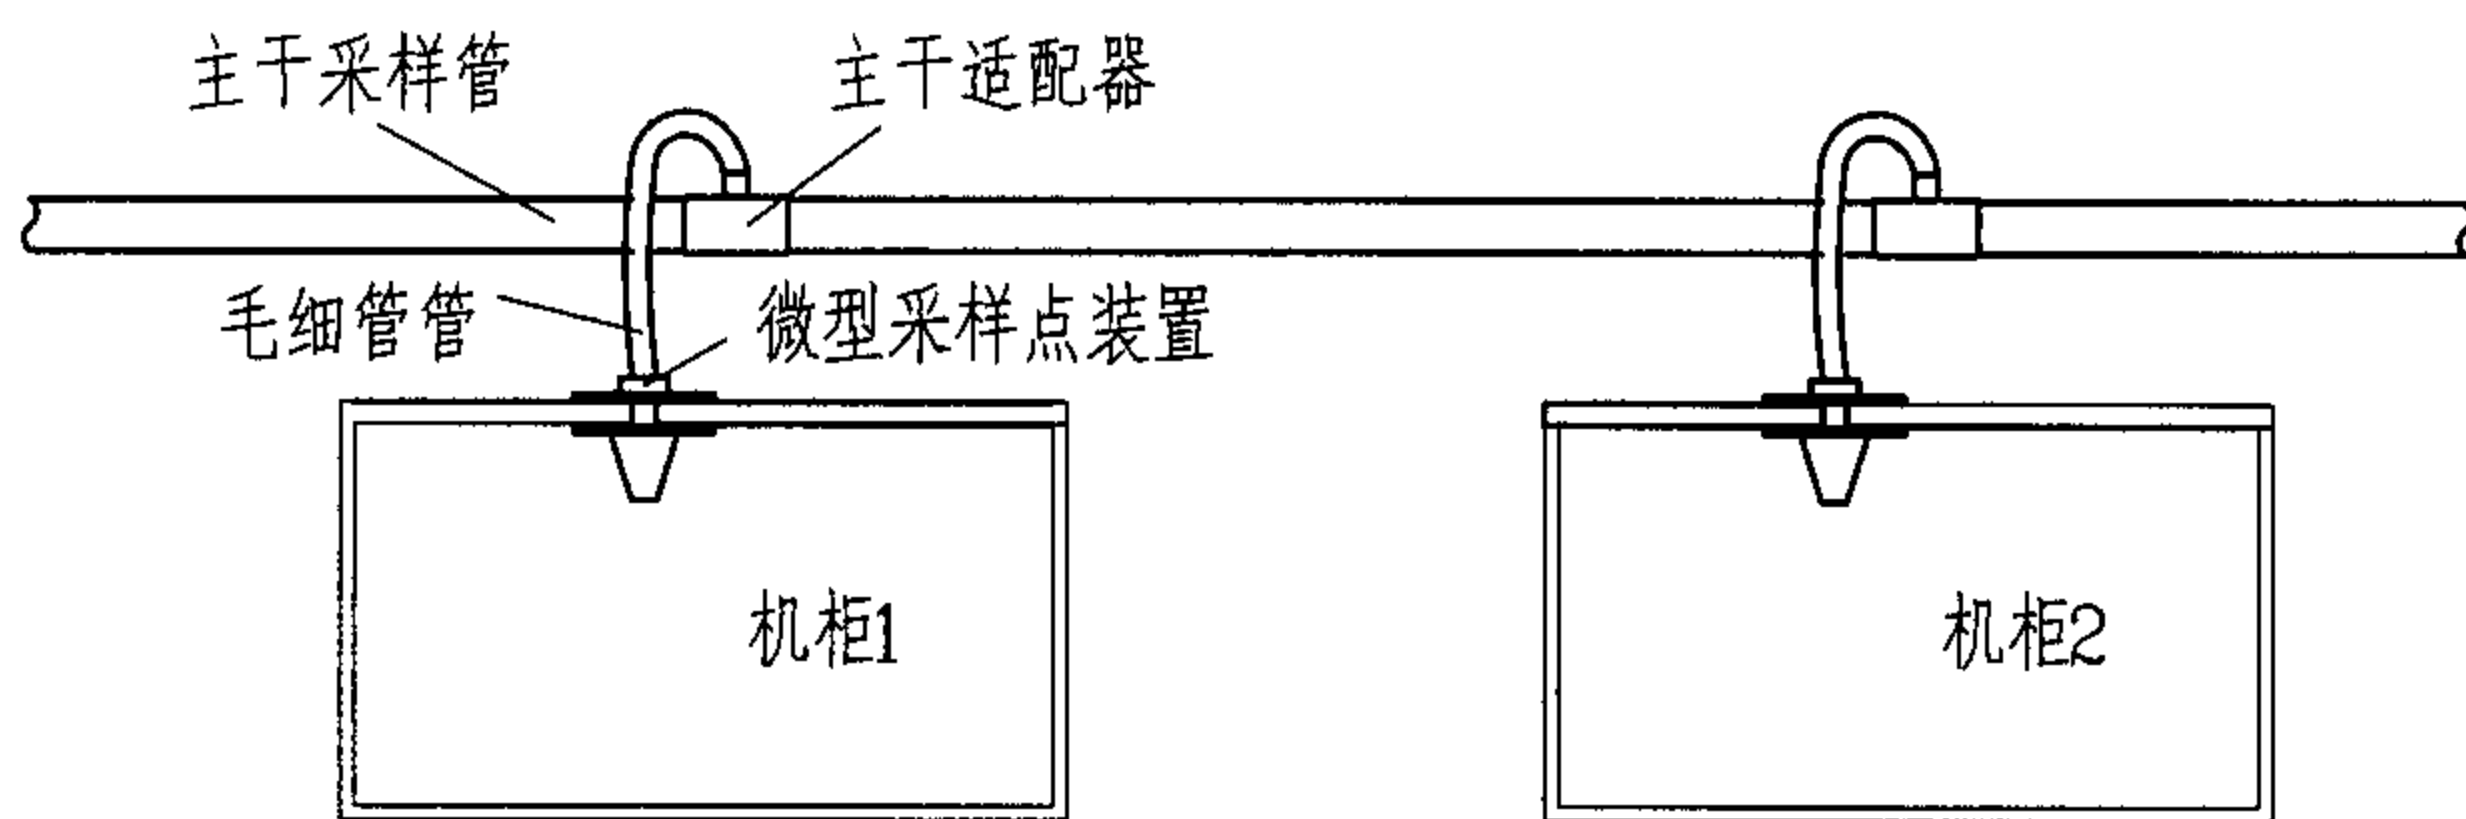 主干采样管
主干适配器
毛细管管
微型采样点装置
机柜1
机柜2